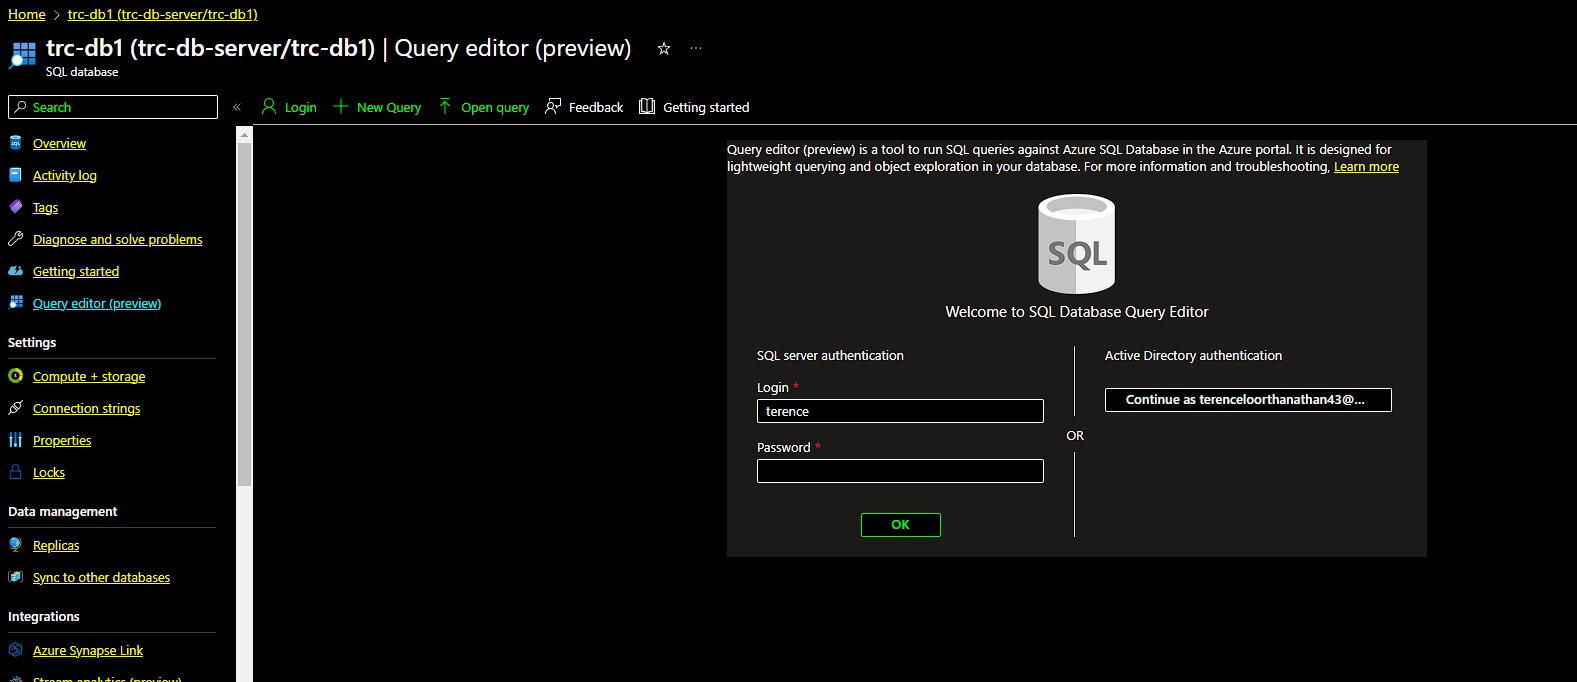 Home > trc-db1 (trc-db-server/trc-db1)
trc-db1 (trc-db-server/trc-db1) | Query editor (preview)
SQL database
Search
Login
New Query
Open query
Feedback
Getting started
Overview
Activity log
Tags
Diagnose and solve problems
Getting started
Query editor (preview)
Settings
Compute + storage
Connection strings
Properties
Locks
Data management
Replicas
Sync to other databases
Integrations
Azure Synapse Link
Stream analytics (preview)
Query editor (preview) is a tool to run SQL queries against Azure SQL Database in the Azure portal. It is designed for
lightweight querying and object exploration in your database. For more information and troubleshooting, Learn more
SQL
Welcome to SQL Database Query Editor
SQL server authentication
Login *
terence
Password *
OK
OR
Active Directory authentication
Continue as terenceloorthanathan43@...